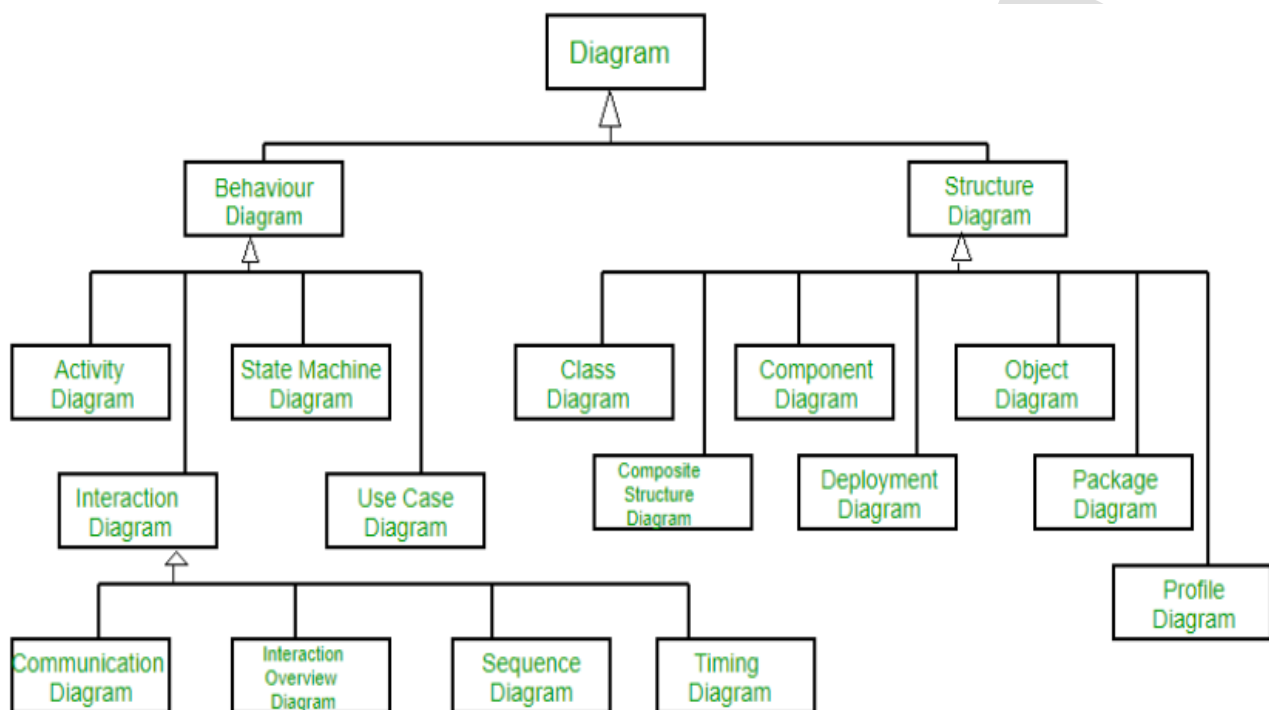 Diagram
Behaviour
Diagram
Structure
Diagram
Activity
Diagram
State Machine
Diagram
Class
Diagram
Component
Diagram
Object
Diagram
Interaction
Diagram
Use Case
Diagram
Composite
Structure
Diagram
Deployment
Diagram
Package
Diagram
Profile
Diagram
Communication
Diagram
Interaction
Overview
Diagram
Sequence
Diagram
Timing
Diagram